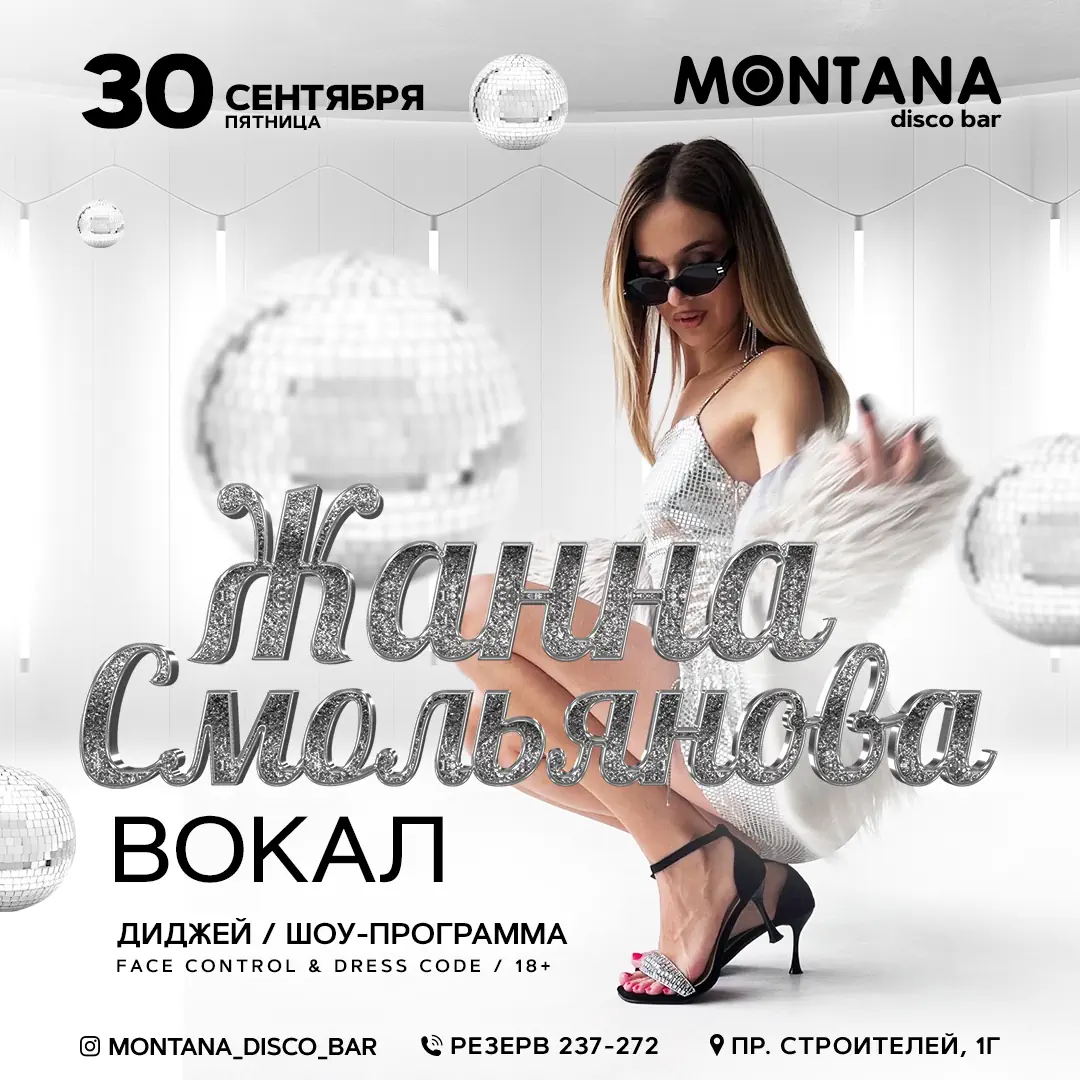 30 СЕНТЯБРЯ
ПЯТНИЦА
MONTANA
disco bar
Жанна
Смольянова
ВОКАЛ
ДИДЖЕЙ / ШОУ-ПРОГРАММА
FACE CONTROL & DRESS CODE / 18+
MONTANA_DISCO_BAR
РЕЗЕРВ 237-272
ПР. СТРОИТЕЛЕЙ, 1Г